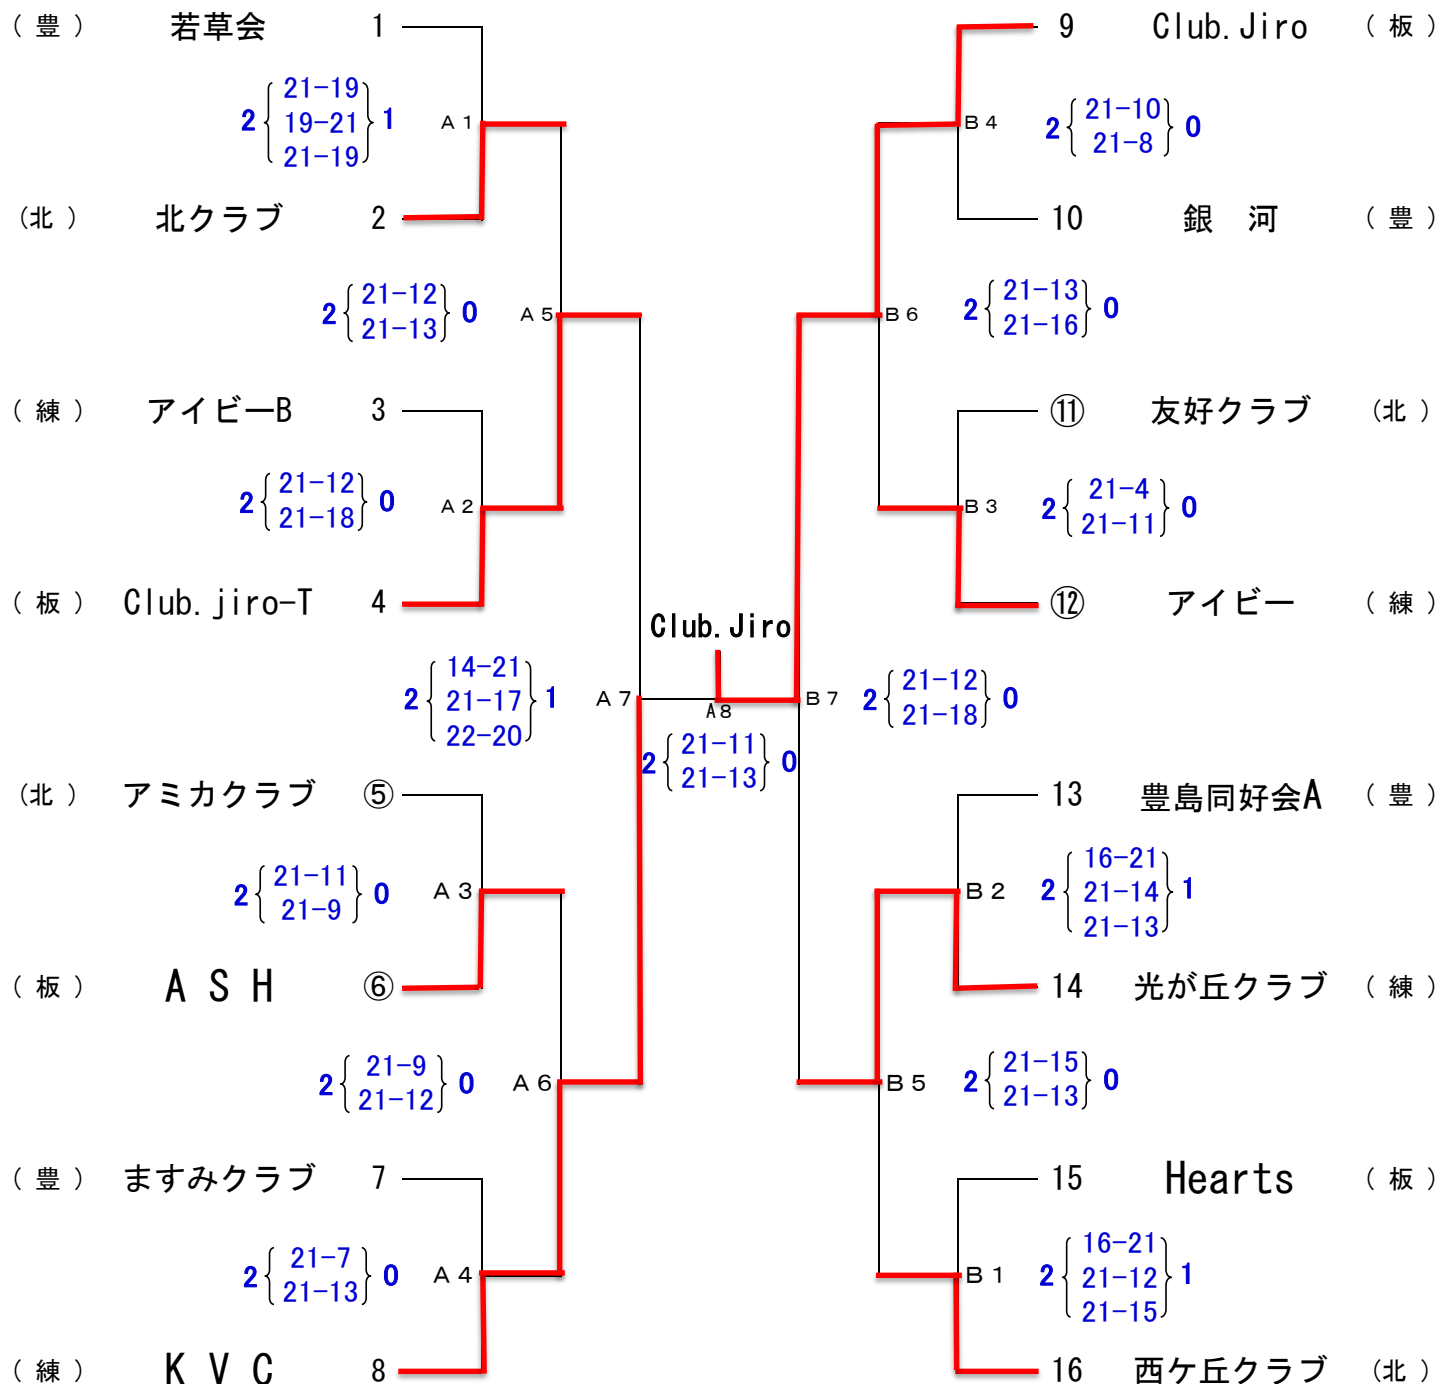 (豊) 若草会 1
2 21-19 1
19-21
21-19
A1
(北) 北クラブ 2
2 21-12 0
21-13
A5
(練) アイビーB 3
2 21-12 0
21-18
A2
(板) Club.jiro-T 4
2 14-21 1
21-17
22-20
A7
(北) アミカクラブ ⑤
2 21-11 0
21-9
A3
(板) ASH ⑥
2 21-9 0
21-12
A6
(豊) ますみクラブ 7
2 21-7 0
21-13
A4
(練) KVC 8
Club.Jiro
A8
2 21-11 0
21-13
9 Club.Jiro (板)
B4
2 21-10 0
21-8
10 銀 河 (豊)
B6
2 21-13 0
21-16
⑪ 友好クラブ (北)
B3
2 21-4 0
21-11
⑫ アイビー (練)
B7
2 21-12 0
21-18
13 豊島同好会A (豊)
B2
2 16-21 1
21-14
21-13
14 光が丘クラブ (練)
B5
2 21-15 0
21-13
15 Hearts (板)
B1
2 16-21 1
21-12
21-15
16 西ケ丘クラブ (北)